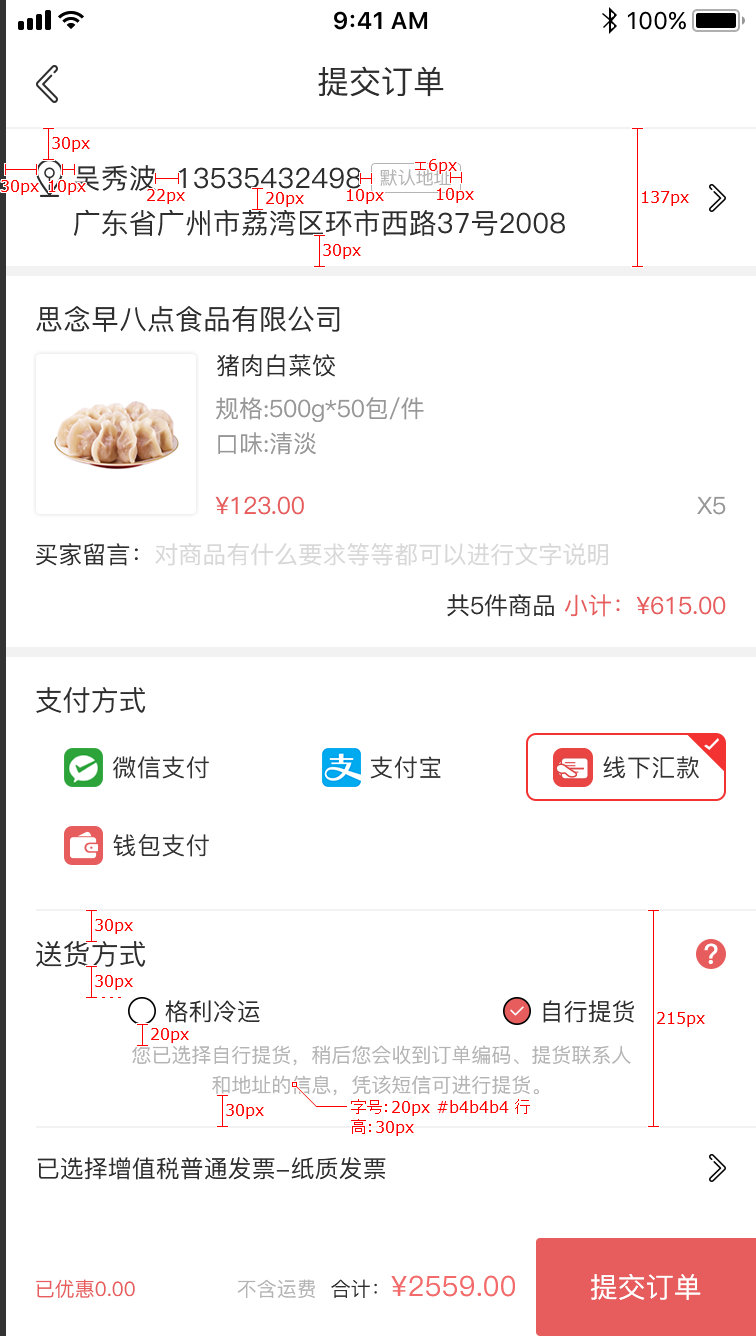 9:41 AM 100%
提交订单
30px
吴秀波 13535432498 默认地址 6px
30px 10px 22px 20px 10px 10px 137px
广东省广州市荔湾区环市西路37号2008
30px
思念早八点食品有限公司
猪肉白菜饺
规格:500g*50包/件
口味:清淡
¥123.00 X5
买家留言：对商品有什么要求等等都可以进行文字说明
共5件商品 小计：¥615.00
支付方式
微信支付 支付宝 线下汇款
钱包支付
30px
送货方式 ?
30px
格利冷运 自行提货 215px
20px
您已选择自行提货，稍后您会收到订单编码、提货联系人
和地址的信息，凭该短信可进行提货。
30px 字号:20px #b4b4b4 行
高:30px
已选择增值税普通发票-纸质发票
已优惠0.00 不含运费 合计：¥2559.00 提交订单